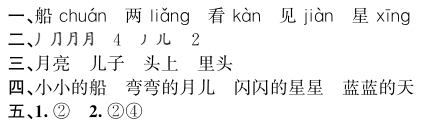 一、船 chuán 两 liǎng 看 kàn 见 jiàn 星 xīng
二、丿 ⺆ 月 月 4 丿 儿 2
三、月亮 儿子 头上 里头
四、小小的船 弯弯的月儿 闪闪的星星 蓝蓝的天
五、1. ② 2. ②④